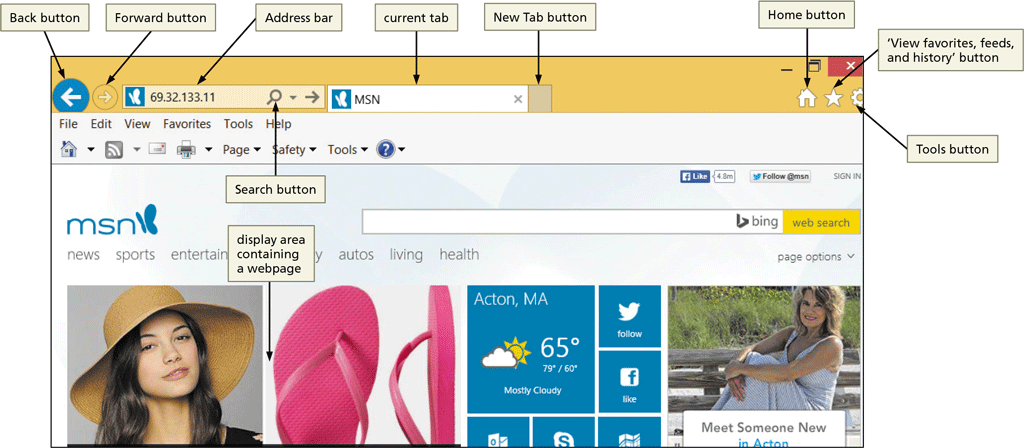 Back button
Forward button
Address bar
current tab
New Tab button
Home button
‘View favorites, feeds,
and history’ button
69.32.133.11
MSN
File Edit View Favorites Tools Help
Page Safety Tools
Tools button
Search button
Like 4.8m Follow @msn SIGN IN
msn
bing web search
news sports entertain y autos living health
page options
display area
containing
a webpage
Acton, MA
65°
79° / 60°
Mostly Cloudy
follow
like
Meet Someone New
in Acton